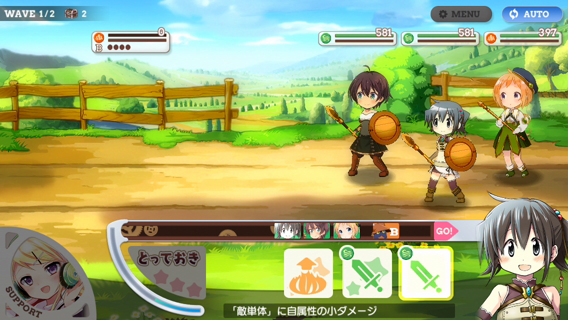 WAVE 1/2 2
MENU
AUTO
0
B
581
581
397
B
GO!
SUPPORT
とっておき
「敵単体」に自属性の小ダメージ